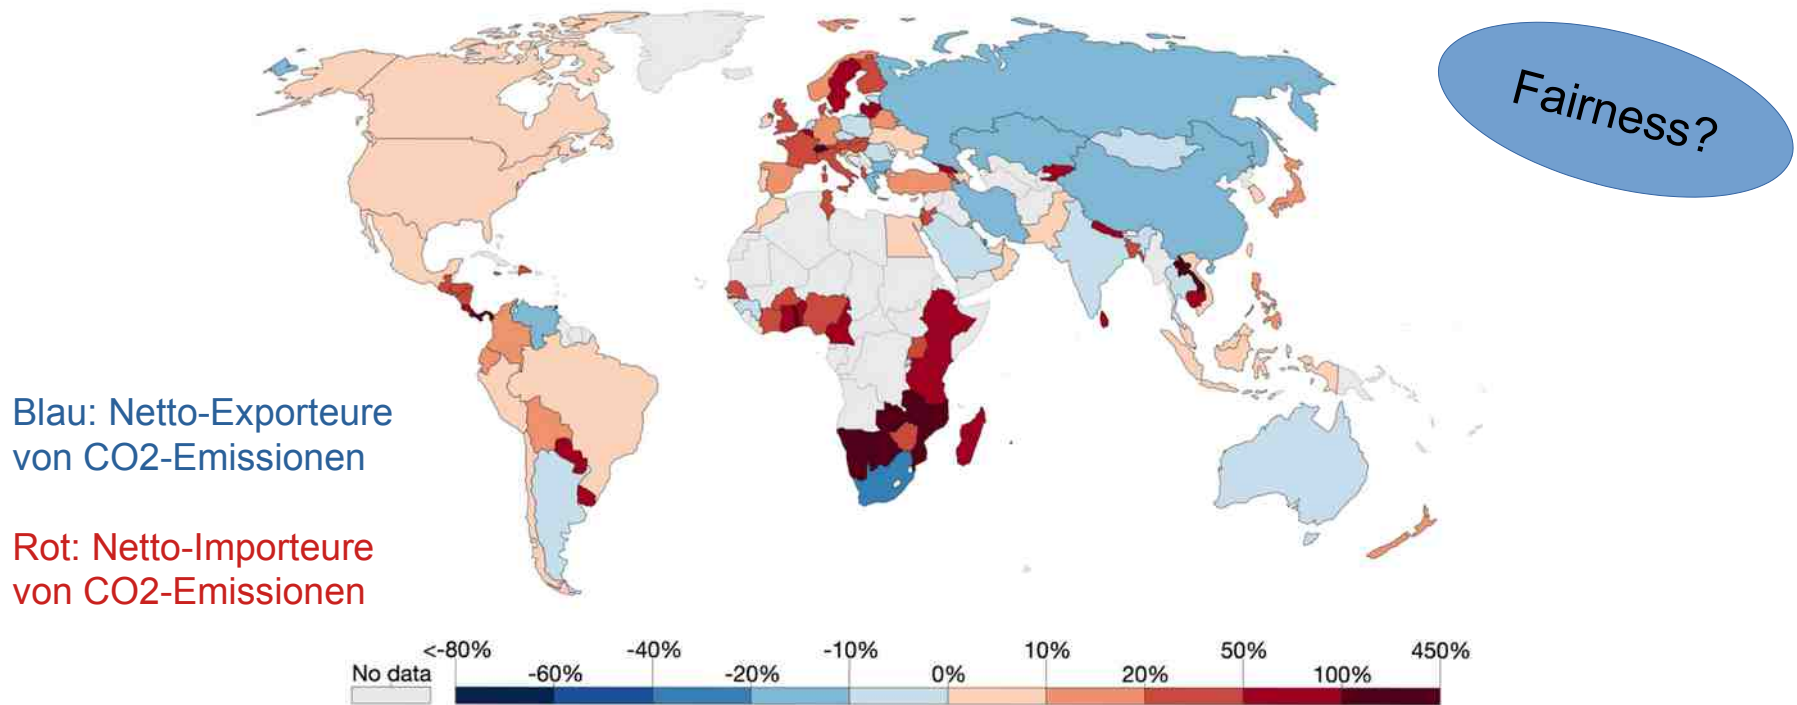 Fairness?
Blau: Netto-Exporteure
von CO2-Emissionen
Rot: Netto-Importeure
von CO2-Emissionen
<-80% -40% -10% 10% 50% 450%
No data -60% -20% 0% 20% 100%